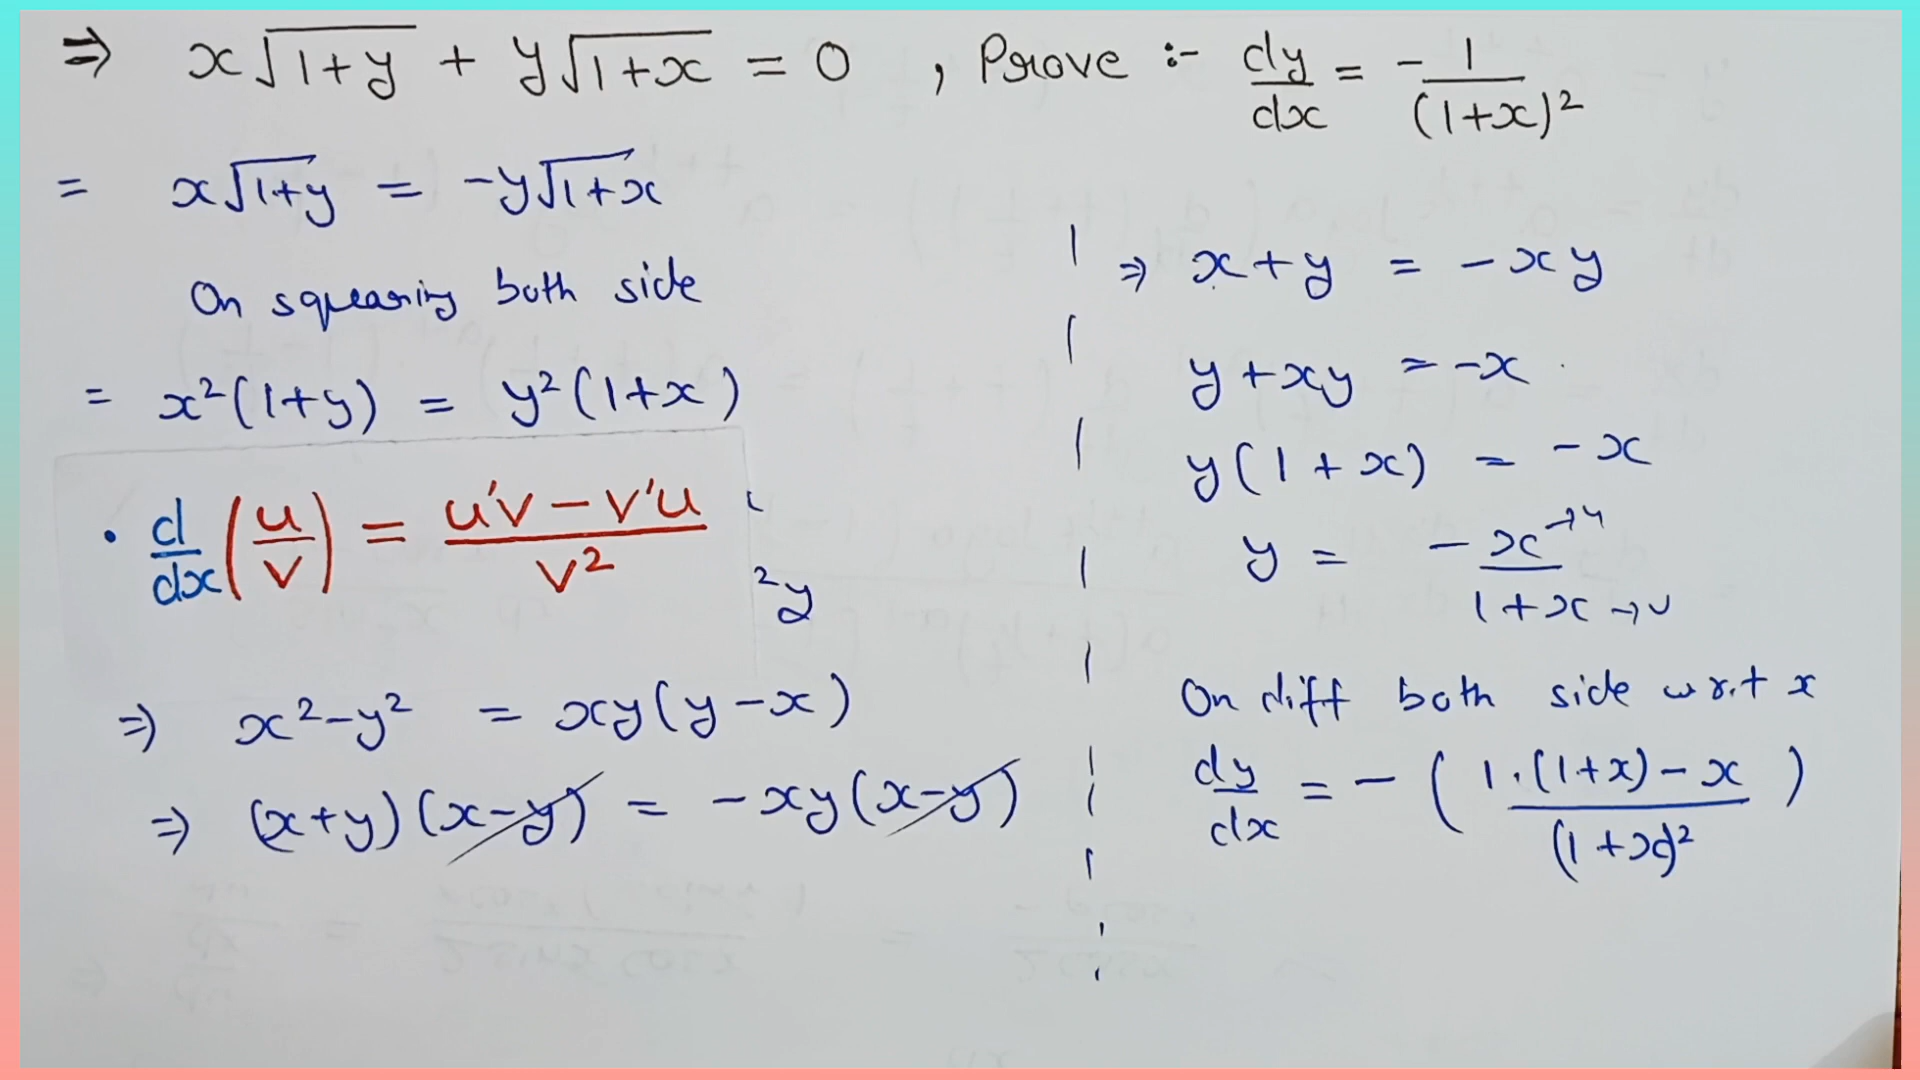 ⇒ x√(1+y) + y√(1+x) = 0 , Prove :- dy/dx = - 1/(1+x)²
= x√(1+y) = -y√(1+x)
On squearing both side
= x²(1+y) = y²(1+x)
• d/dx (u/v) = (u'v - v'u)/v²
²y
⇒ x² - y² = xy(y - x)
⇒ (x+y)(x-y) = -xy(x-y)
⇒ x + y = - xy
y + xy = -x
y(1 + x) = - x
y = - x→u / 1+x→v
On diff both side w.r.t x
dy/dx = - ( 1.(1+x) - x / (1+x)² )